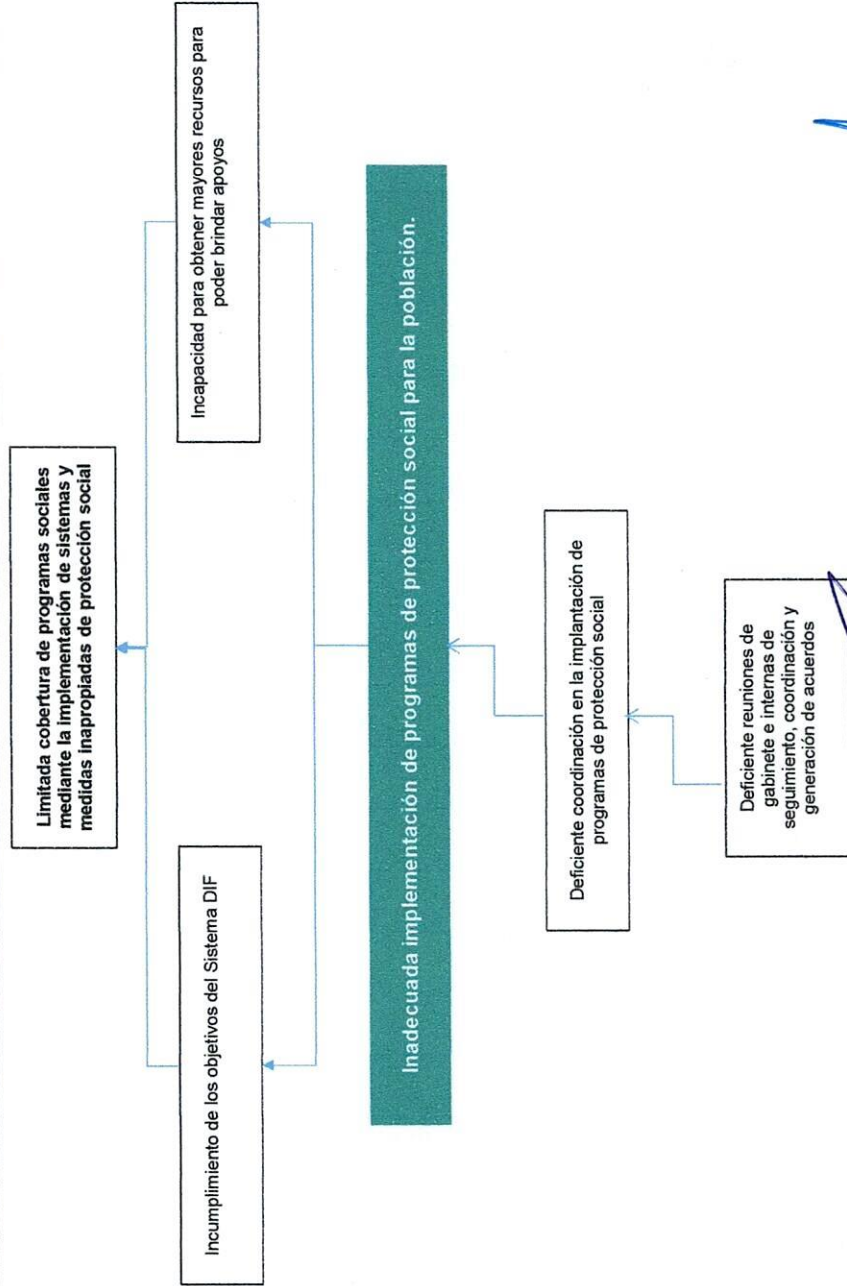 Limitada cobertura de programas sociales
mediante la implementación de sistemas y
medidas inapropiadas de protección social
Incumplimiento de los objetivos del Sistema DIF
Incapacidad para obtener mayores recursos para
poder brindar apoyos
Inadecuada implementación de programas de protección social para la población.
Deficiente coordinación en la implantación de
programas de protección social
Deficiente reuniones de
gabinete e internas de
seguimiento, coordinación y
generación de acuerdos